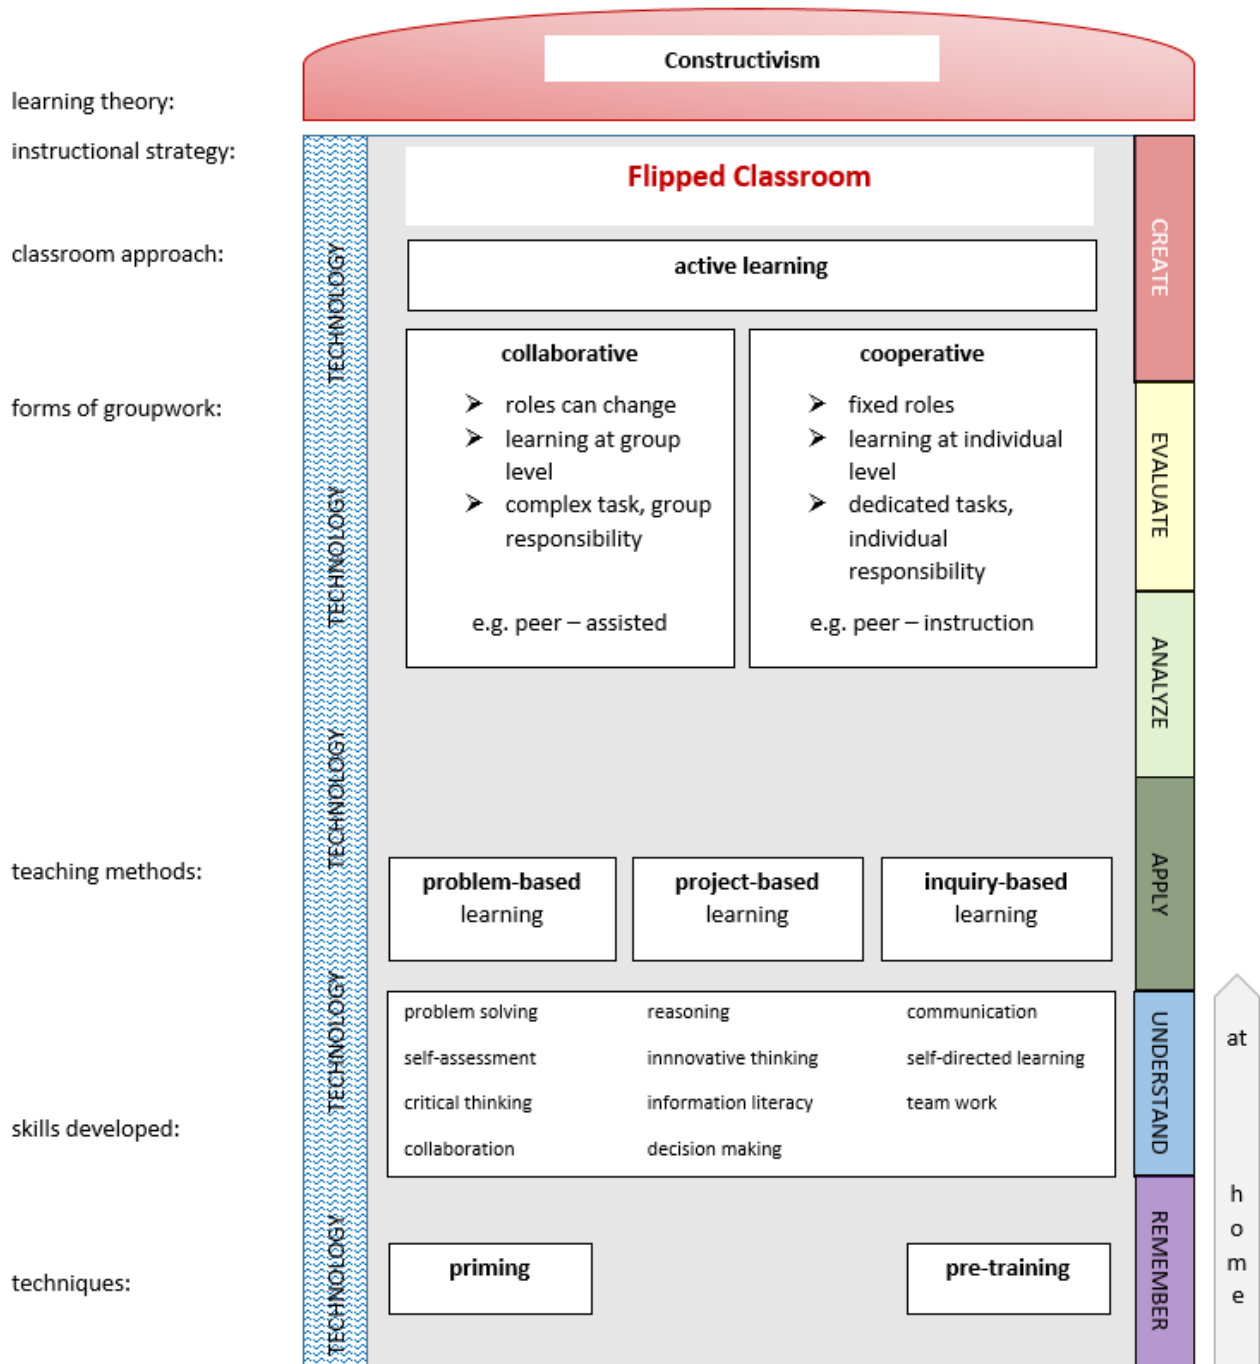 Constructivism
learning theory:
instructional strategy:
Flipped Classroom
classroom approach:
active learning
forms of groupwork:
collaborative
➤ roles can change
➤ learning at group
level
➤ complex task, group
responsibility
e.g. peer – assisted
cooperative
➤ fixed roles
➤ learning at individual
level
➤ dedicated tasks,
individual
responsibility
e.g. peer – instruction
teaching methods:
problem-based
learning
project-based
learning
inquiry-based
learning
skills developed:
problem solving
reasoning
communication
self-assessment
innnovative thinking
self-directed learning
critical thinking
information literacy
team work
collaboration
decision making
techniques:
priming
pre-training
TECHNOLOGY
TECHNOLOGY
TECHNOLOGY
TECHNOLOGY
TECHNOLOGY
CREATE
EVALUATE
ANALYZE
APPLY
UNDERSTAND
REMEMBER
at
h
o
m
e